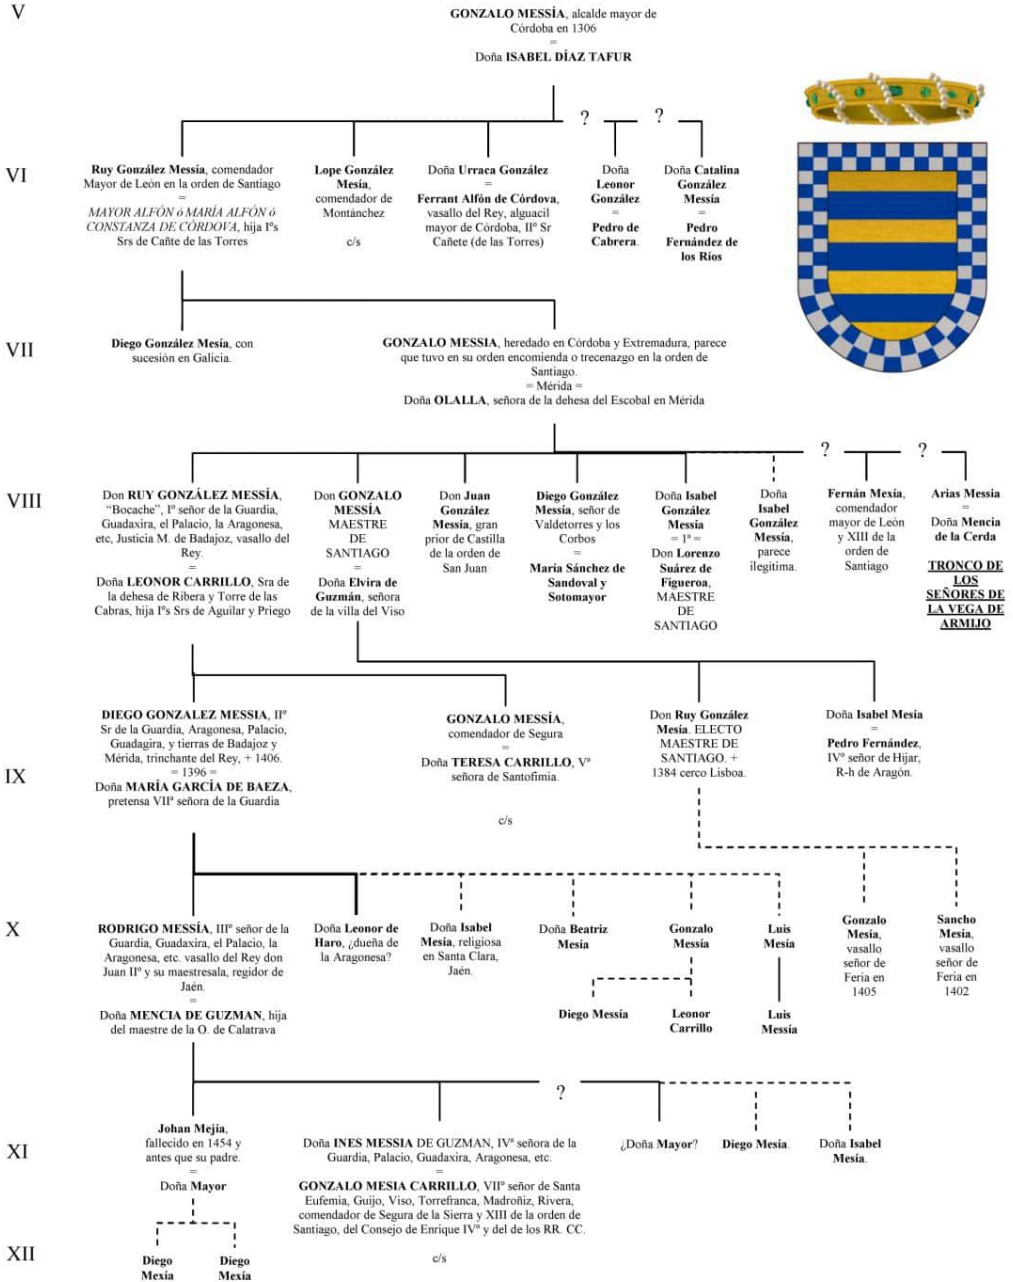 V
GONZALO MESSÍA, alcalde mayor de
Córdoba en 1306
=
Doña ISABEL DÍAZ TAFUR
?
?
VI
Ruy González Messía, comendador
Mayor de León en la orden de Santiago
=
MAYOR ALFÓN ó MARÍA ALFÓN ó
CONSTANZA DE CÓRDOVA, hija Iºs
Srs de Cañte de las Torres
Lope González
Mesía,
comendador de
Montánchez
c/s
Doña Urraca González
=
Ferrant Alfón de Córdova,
vasallo del Rey, alguacil
mayor de Córdoba, IIº Sr
Cañete (de las Torres)
Doña
Leonor
González
=
Pedro de
Cabrera.
Doña Catalina
González
Messía
=
Pedro
Fernández de
los Ríos
VII
Diego González Mesía, con
sucesión en Galicia.
GONZALO MESSIA, heredado en Córdoba y Extremadura, parece
que tuvo en su orden encomienda o trecenazgo en la orden de
Santiago.
= Mérida =
Doña OLALLA, señora de la dehesa del Escobal en Mérida
?
?
VIII
Don RUY GONZÁLEZ MESSÍA,
“Bocache”, Iº señor de la Guardia,
Guadaxira, el Palacio, la Aragonesa,
etc, Justicia M. de Badajoz, vasallo del
Rey.
=
Doña LEONOR CARRILLO, Sra de
la dehesa de Ribera y Torre de las
Cabras, hija Iºs Srs de Aguilar y Priego
Don GONZALO
MESSÍA
MAESTRE
DE
SANTIAGO
=
Doña Elvira de
Guzmán, señora
de la villa del Viso
Don Juan
González
Messía, gran
prior de Castilla
de la orden de
San Juan
Diego González
Messía, señor de
Valdetorres y los
Corbos
=
Maria Sánchez de
Sandoval y
Sotomayor
Doña Isabel
González
Messía
= 1ª =
Don Lorenzo
Suárez de
Figueroa,
MAESTRE
DE
SANTIAGO
Doña
Isabel
González
Messía,
parece
ilegítima.
Fernán Mexía,
comendador
mayor de León
y XIII de la
orden de
Santiago
Arias Messia
=
Doña Mencia
de la Cerda
TRONCO DE
LOS
SEÑORES DE
LA VEGA DE
ARMIJO
IX
DIEGO GONZALEZ MESSIA, IIº
Sr de la Guardia, Aragonesa, Palacio,
Guadagira, y tierras de Badajoz y
Mérida, trinchante del Rey, + 1406.
= 1396 =
Doña MARÍA GARCÍA DE BAEZA,
pretensa VIIª señora de la Guardia
GONZALO MESSÍA,
comendador de Segura
=
Doña TERESA CARRILLO, Vª
señora de Santofimia.
c/s
Don Ruy González
Mesía. ELECTO
MAESTRE DE
SANTIAGO. +
1384 cerco Lisboa.
Doña Isabel Mesía
=
Pedro Fernández,
IVº señor de Hijar,
R-h de Aragón.
X
RODRIGO MESSÍA, IIIº señor de la
Guardia, Guadaxira, el Palacio, la
Aragonesa, etc. vasallo del Rey don
Juan IIº y su maestresala, regidor de
Jaén.
=
Doña MENCIA DE GUZMAN, hija
del maestre de la O. de Calatrava
Doña Leonor de
Haro, ¿dueña de
la Aragonesa?
Doña Isabel
Mesía, religiosa
en Santa Clara,
Jaén.
Doña Beatriz
Mesía
Gonzalo
Messía
Luis
Mesía
Gonzalo
Mesía,
vasallo
señor de
Feria en
1405
Sancho
Mesía,
vasallo
señor de
Feria en
1402
Diego Messía
Leonor
Carrillo
Luis
Messía
?
XI
Johan Mejía,
fallecido en 1454 y
antes que su padre.
=
Doña Mayor
Doña INES MESSIA DE GUZMAN, IVª señora de la
Guardia, Palacio, Guadaxira, Aragonesa, etc.
=
GONZALO MESIA CARRILLO, VIIº señor de Santa
Eufemia, Guijo, Viso, Torrefranca, Madroñiz, Rivera,
comendador de Segura de la Sierra y XIII de la orden de
Santiago, del Consejo de Enrique IVº y del de los RR. CC.
c/s
¿Doña Mayor?
Diego Mesía.
Doña Isabel
Mesía.
XII
Diego
Mexía
Diego
Mexía